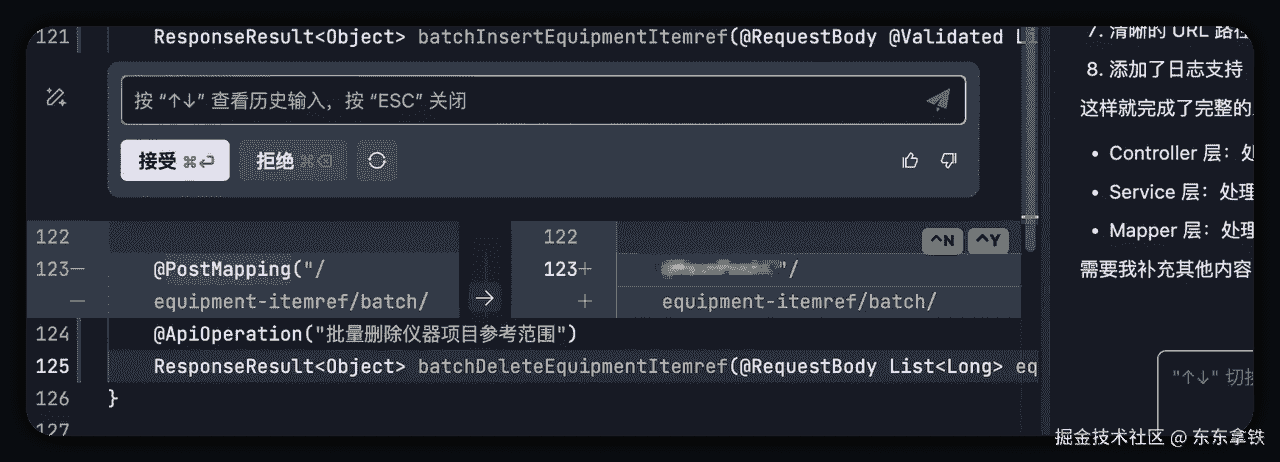 121 ResponseResult<Object> batchInsertEquipmentItemref(@RequestBody @Validated Li
按 “↑↓” 查看历史输入，按 “ESC” 关闭
接受 ⌘⏎ 拒绝 ⌘⌫
122 122 ^N ^Y
123— @PostMapping("/ 123+ "/
— equipment-itemref/batch/ → + equipment-itemref/batch/
124 @ApiOperation("批量删除仪器项目参考范围")
125 ResponseResult<Object> batchDeleteEquipmentItemref(@RequestBody List<Long> eq
126 }
127
7. 清晰的 URL 路径
8. 添加了日志支持
这样就完成了完整的
• Controller 层：处
• Service 层：处理
• Mapper 层：处理
需要我补充其他内容
"↑↓" 切换
掘金技术社区 @ 东东拿铁